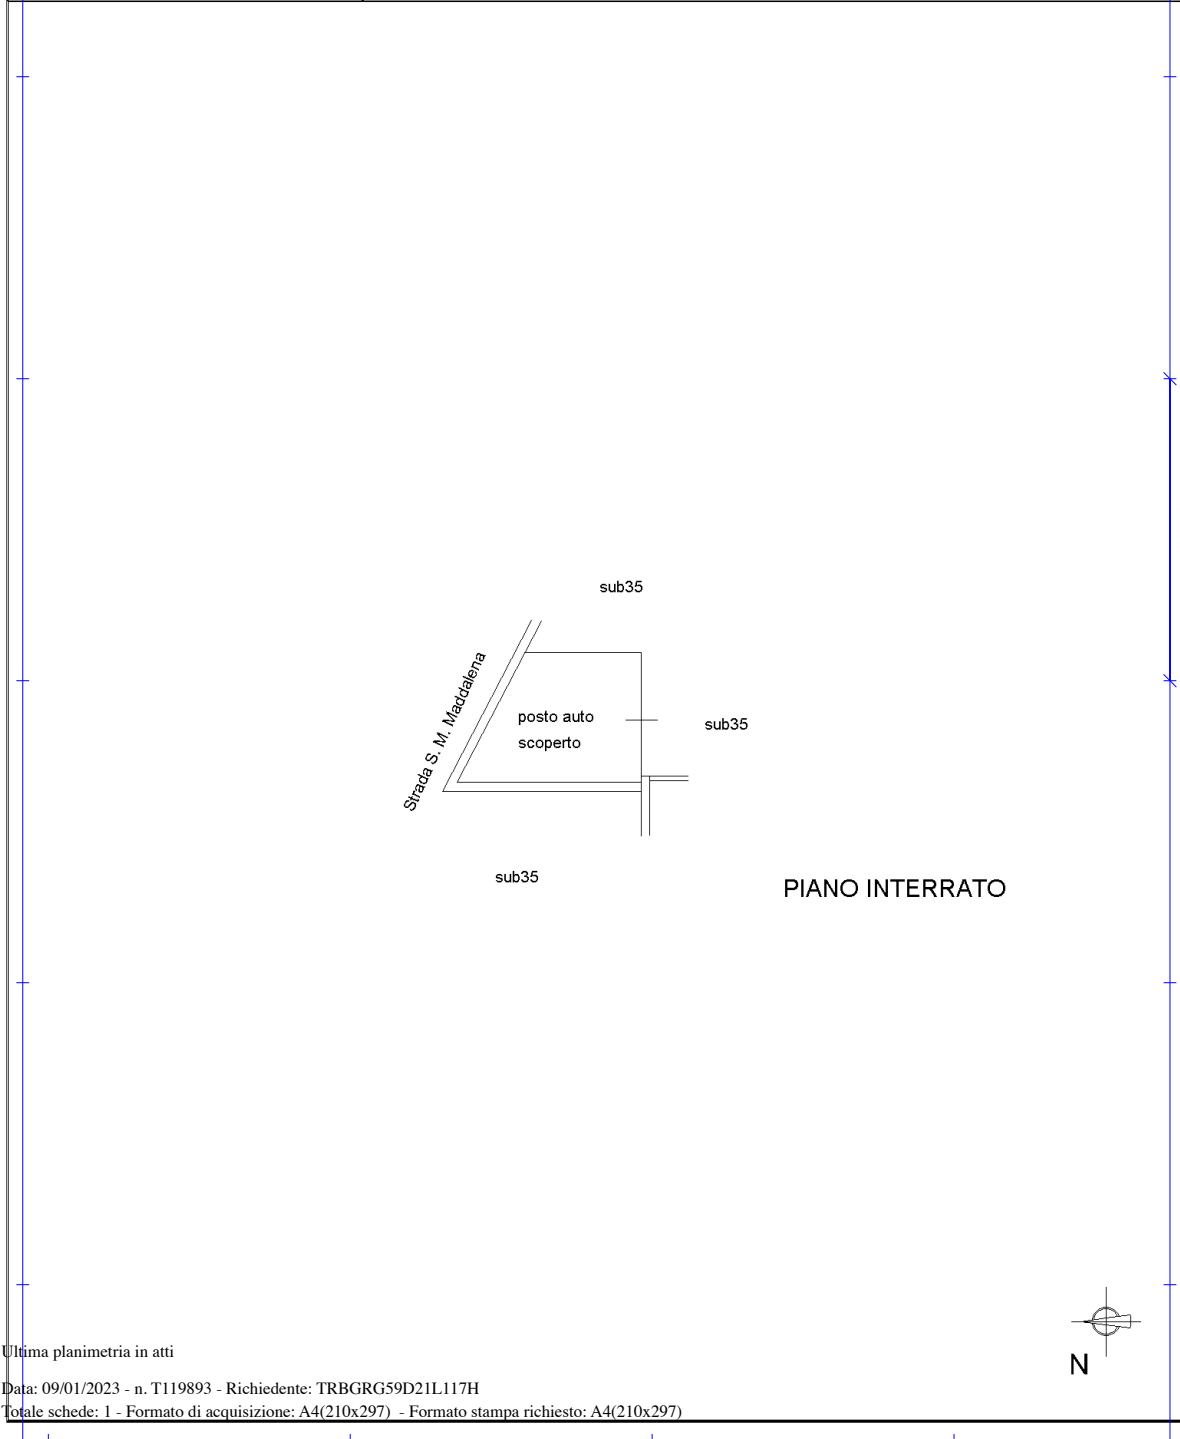 sub35
Strada S. M. Maddalena
posto auto
scoperto
sub35
sub35
PIANO INTERRATO
N
Ultima planimetria in atti
Data: 09/01/2023 - n. T119893 - Richiedente: TRBGRG59D21L117H
Totale schede: 1 - Formato di acquisizione: A4(210x297) - Formato stampa richiesto: A4(210x297)